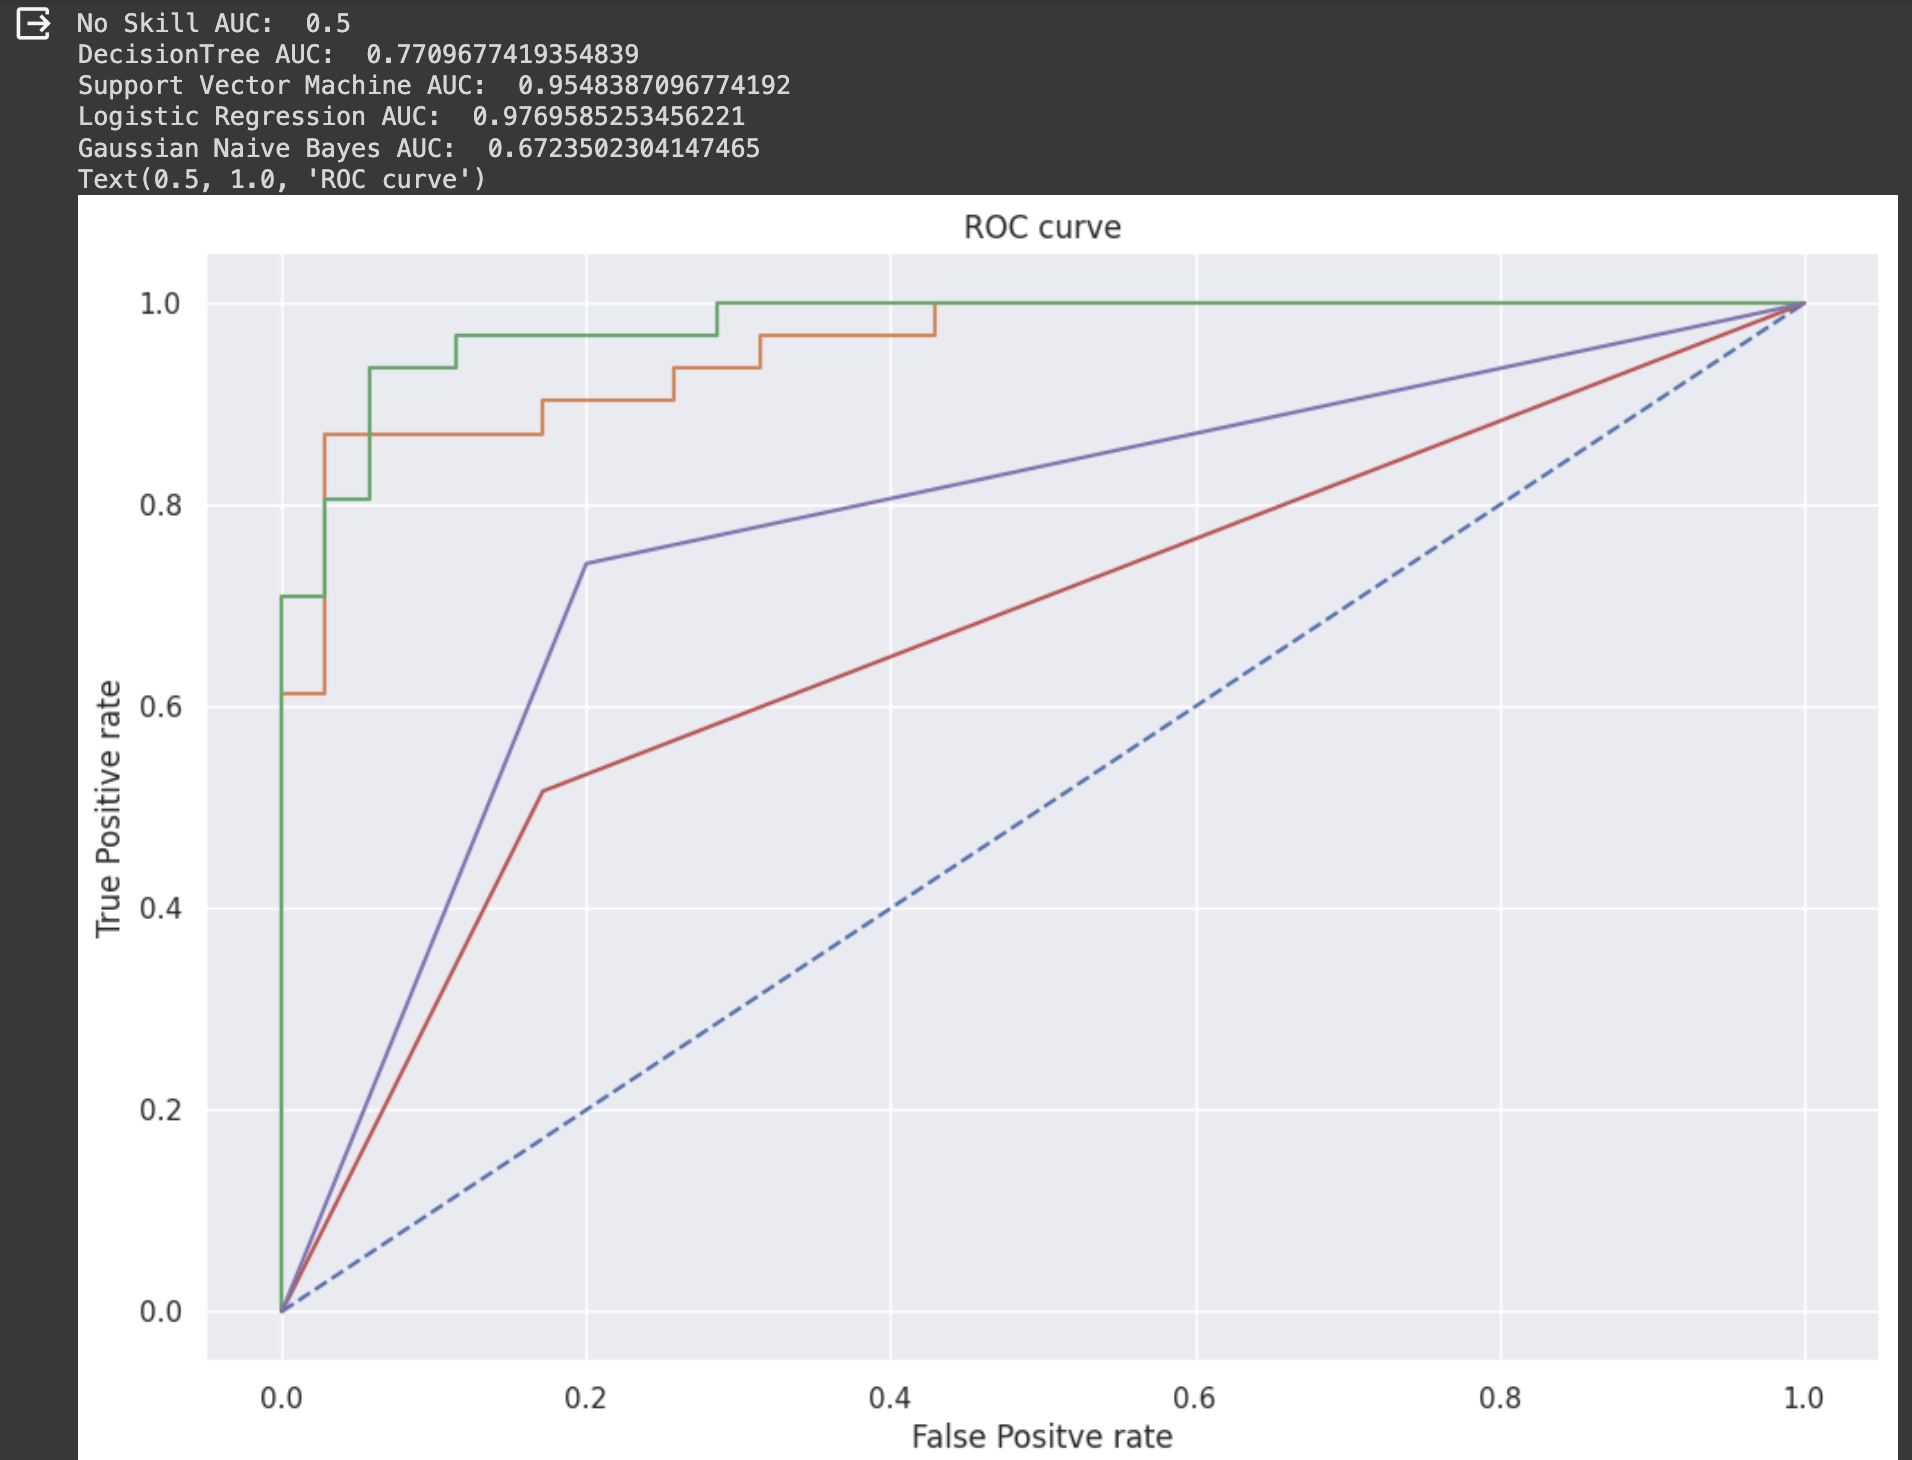 No Skill AUC:  0.5
DecisionTree AUC:  0.7709677419354839
Support Vector Machine AUC:  0.9548387096774192
Logistic Regression AUC:  0.9769585253456221
Gaussian Naive Bayes AUC:  0.6723502304147465
Text(0.5, 1.0, 'ROC curve')
ROC curve
1.0
0.8
0.6
0.4
0.2
0.0
True Positive rate
0.0 0.2 0.4 0.6 0.8 1.0
False Positve rate